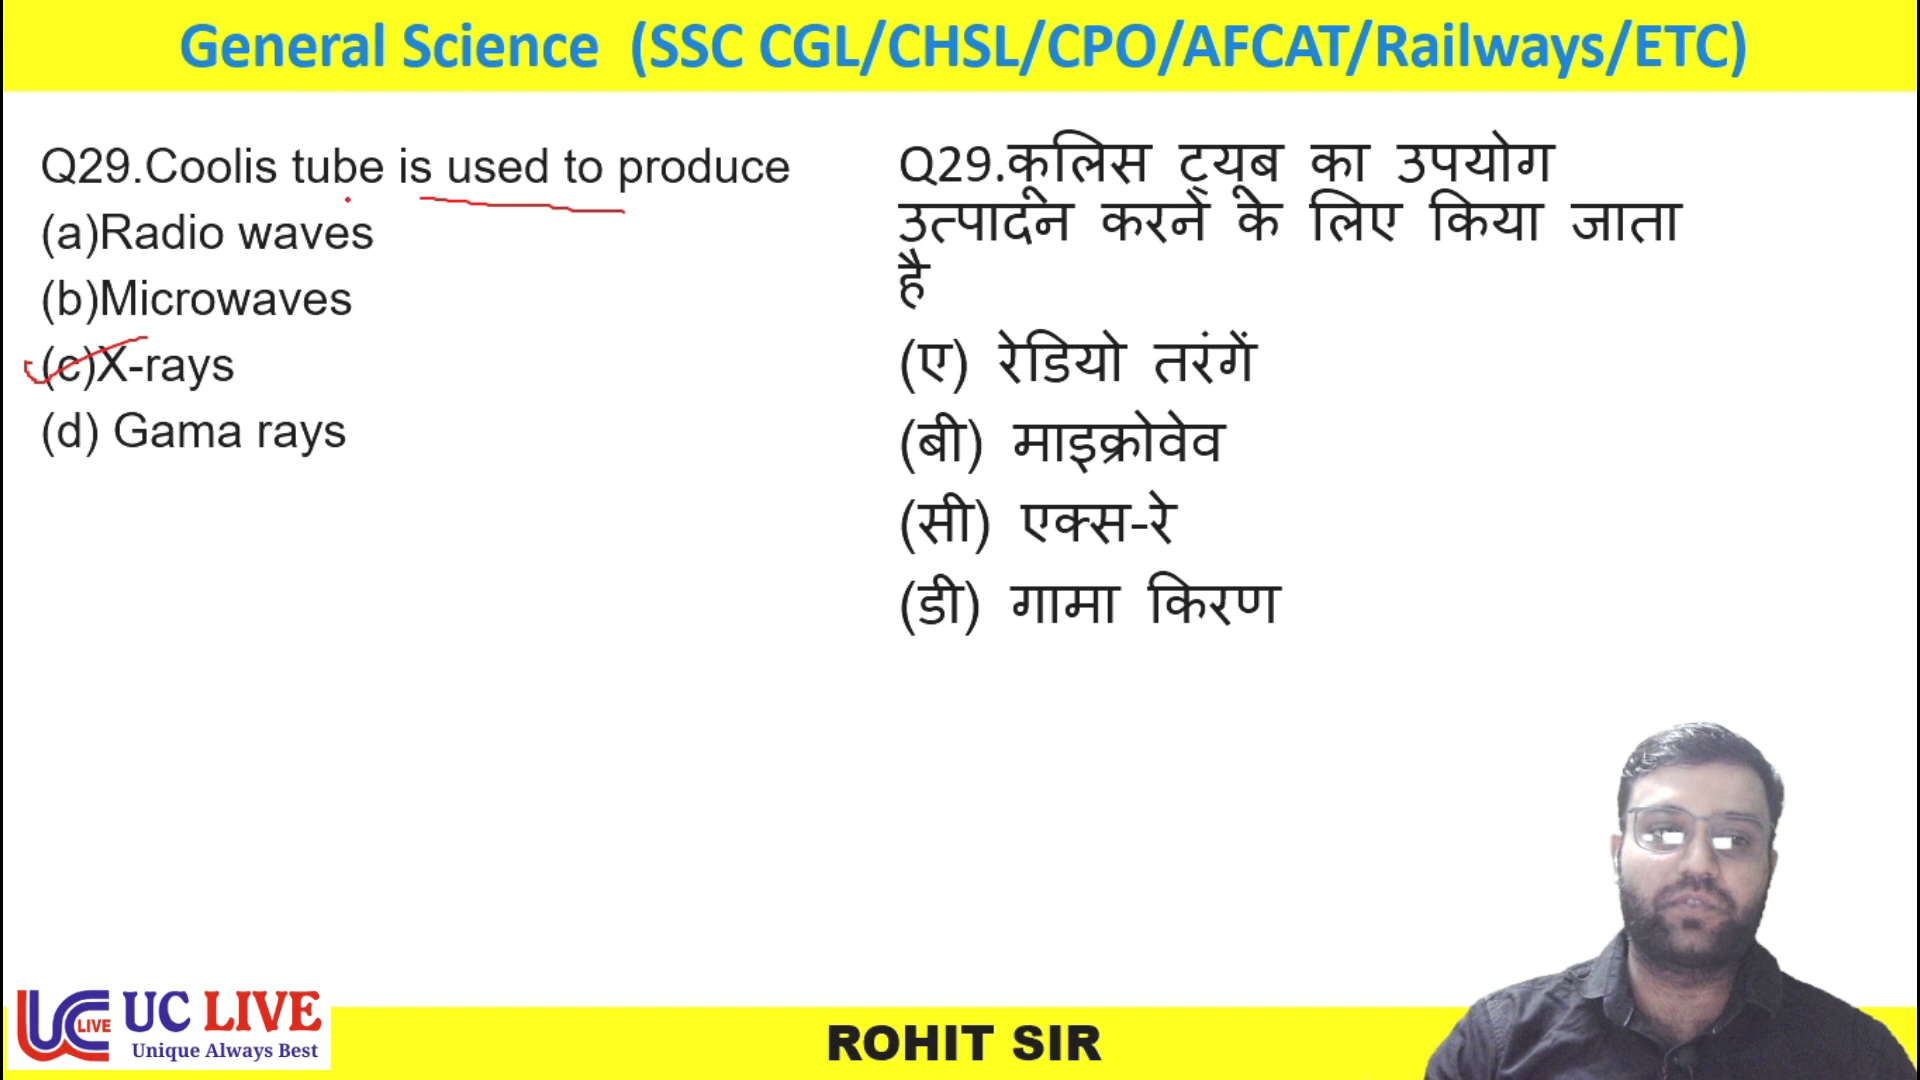 General Science (SSC CGL/CHSL/CPO/AFCAT/Railways/ETC)
Q29.Coolis tube is used to produce
(a)Radio waves
(b)Microwaves
(c)X-rays
(d) Gama rays
Q29.कूलिस ट्यूब का उपयोग
उत्पादन करने के लिए किया जाता
है
(ए) रेडियो तरंगें
(बी) माइक्रोवेव
(सी) एक्स-रे
(डी) गामा किरण
LIVE
UC LIVE
Unique Always Best
ROHIT SIR